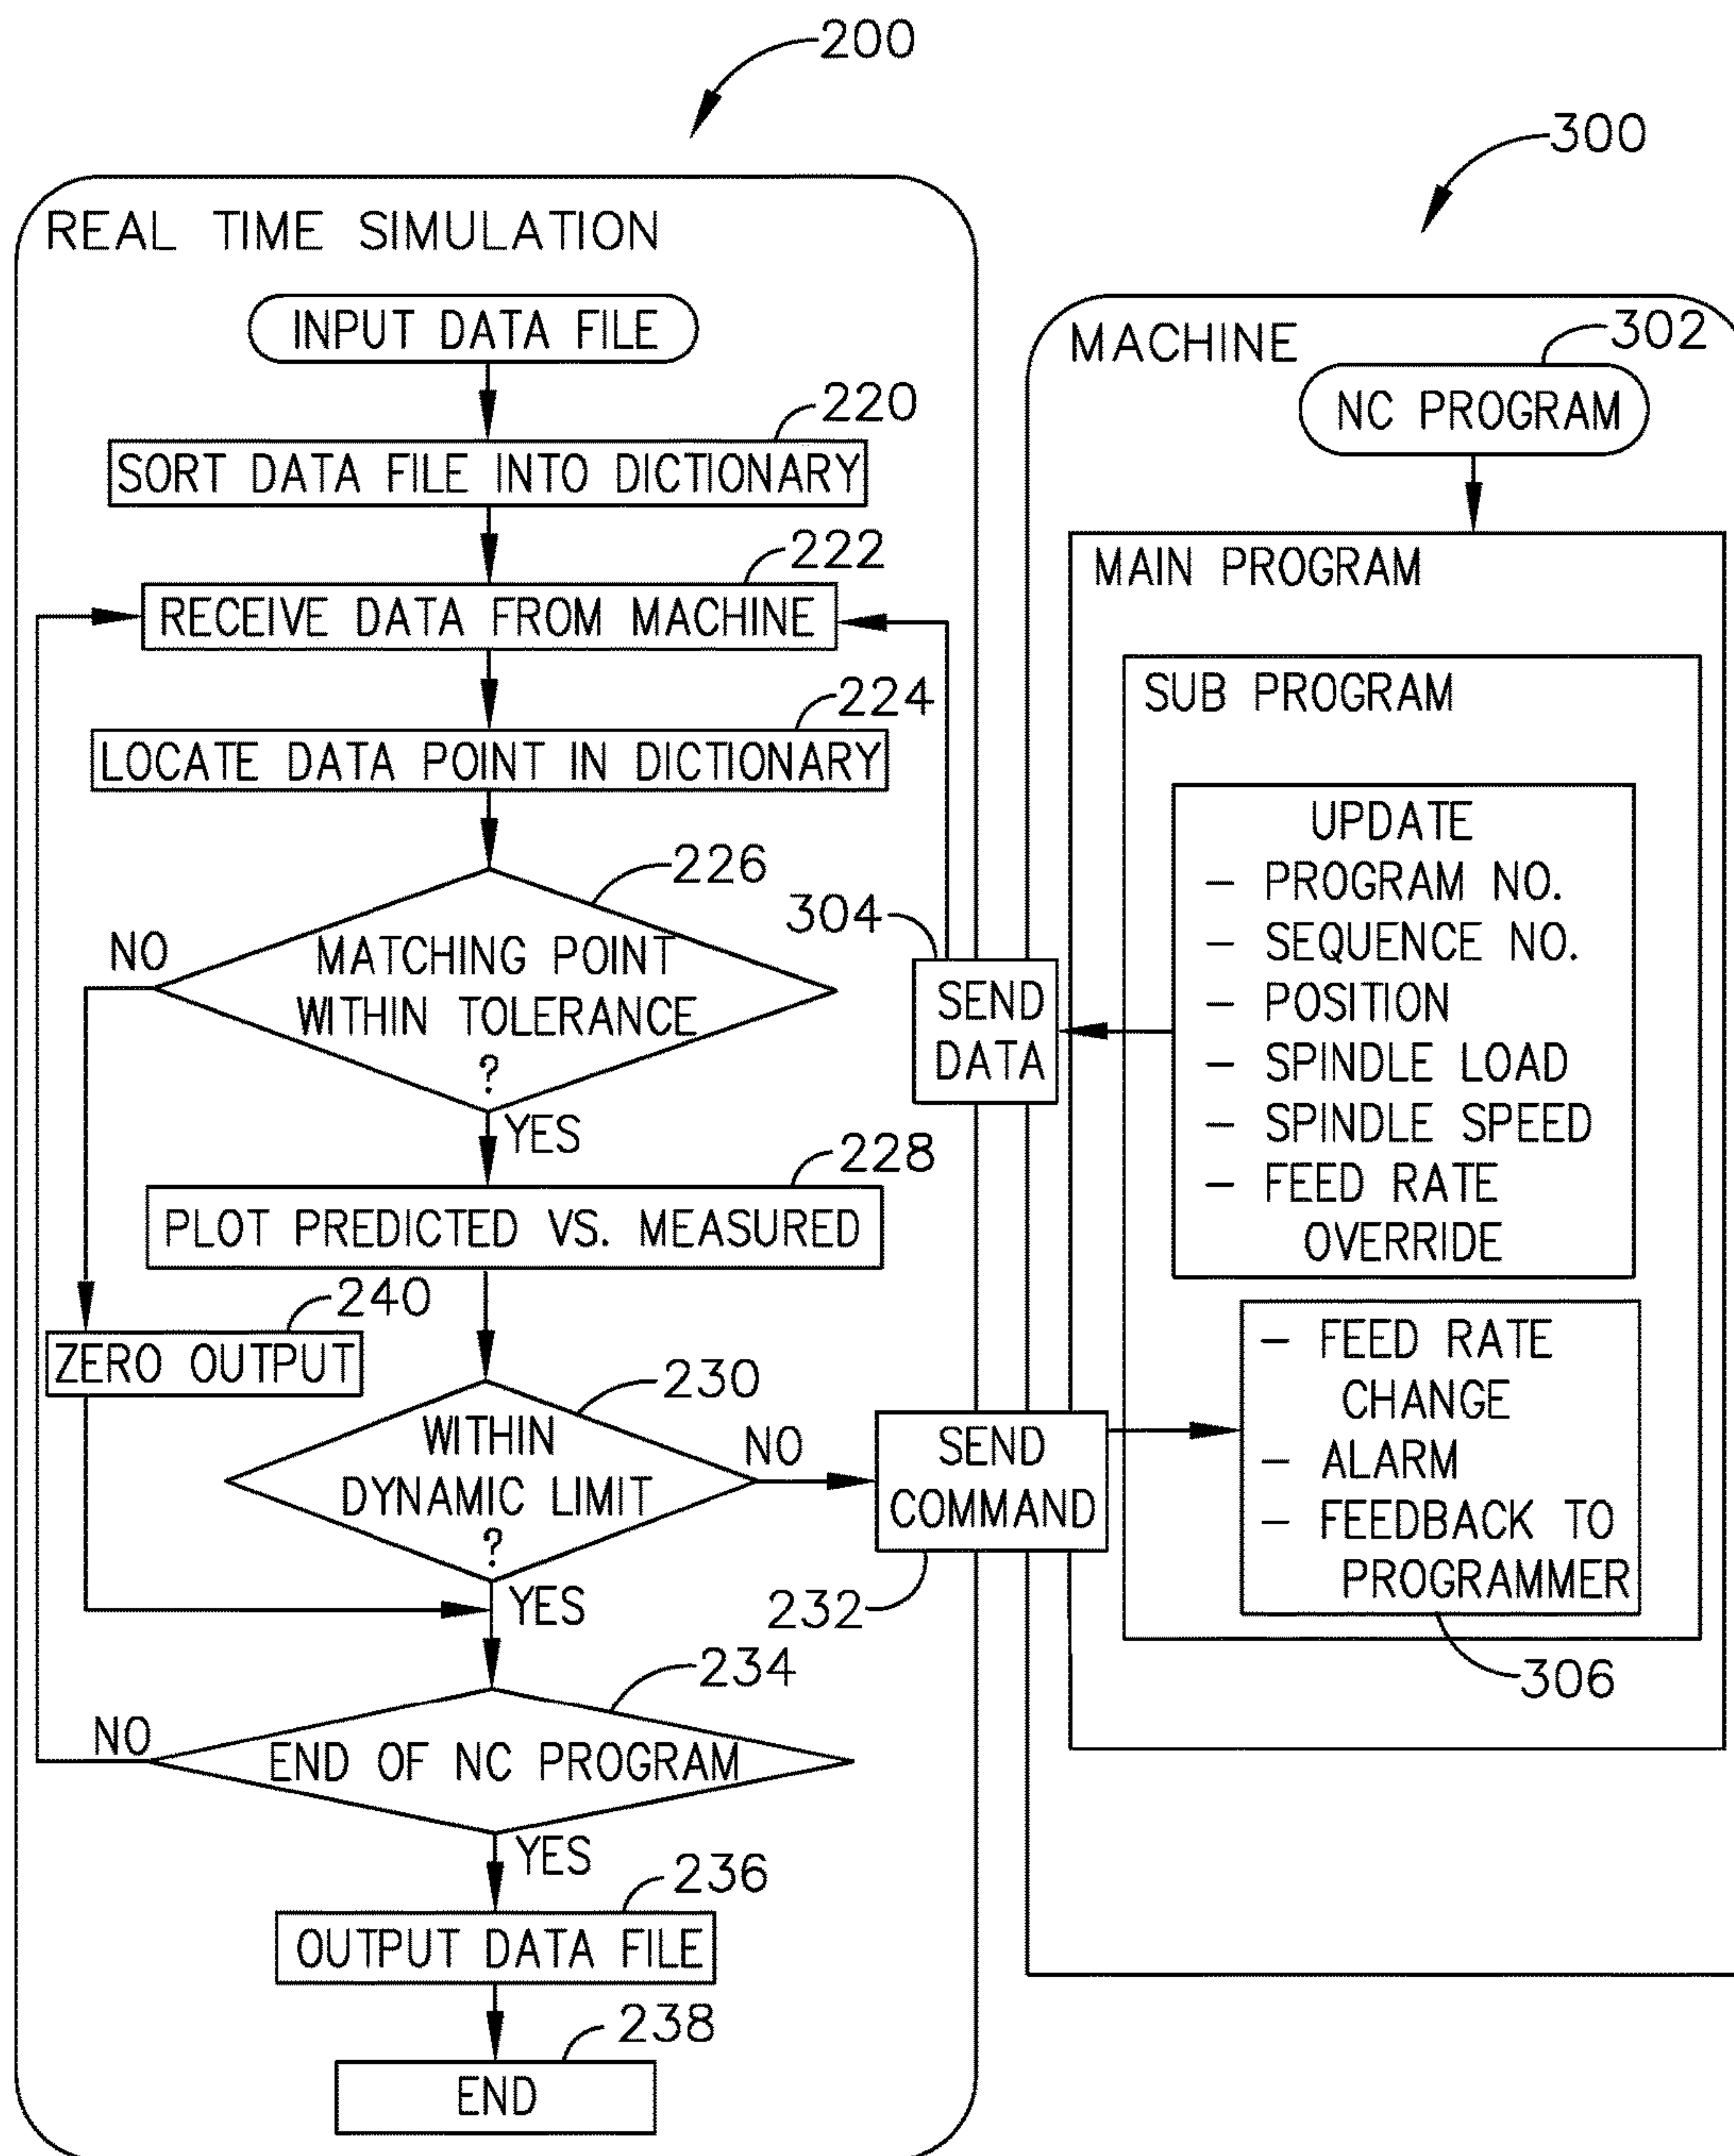 200
300
REAL TIME SIMULATION
INPUT DATA FILE
220
SORT DATA FILE INTO DICTIONARY
222
RECEIVE DATA FROM MACHINE
224
LOCATE DATA POINT IN DICTIONARY
226
NO
MATCHING POINT
WITHIN TOLERANCE
?
YES
228
PLOT PREDICTED VS. MEASURED
240
ZERO OUTPUT
230
WITHIN
DYNAMIC LIMIT
?
NO
YES
234
NO
END OF NC PROGRAM
YES
236
OUTPUT DATA FILE
238
END
304
SEND
DATA
SEND
COMMAND
232
MACHINE
302
NC PROGRAM
MAIN PROGRAM
SUB PROGRAM
UPDATE
- PROGRAM NO.
- SEQUENCE NO.
- POSITION
- SPINDLE LOAD
- SPINDLE SPEED
- FEED RATE
OVERRIDE
- FEED RATE
CHANGE
- ALARM
- FEEDBACK TO
PROGRAMMER
306